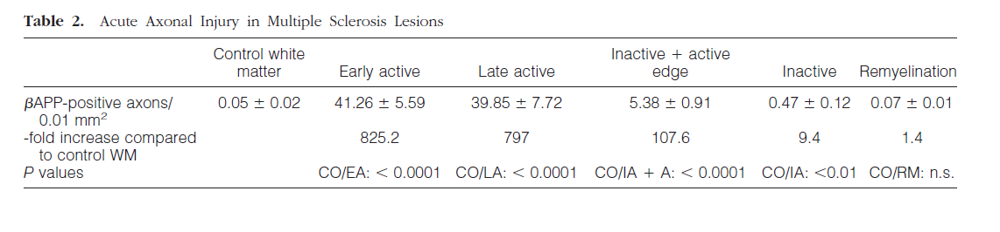 Table 2. Acute Axonal Injury in Multiple Sclerosis Lesions
Control white matter Early active Late active Inactive + active edge Inactive Remyelination
βAPP-positive axons/ 0.01 mm² 0.05 ± 0.02 41.26 ± 5.59 39.85 ± 7.72 5.38 ± 0.91 0.47 ± 0.12 0.07 ± 0.01
-fold increase compared to control WM 825.2 797 107.6 9.4 1.4
P values CO/EA: < 0.0001 CO/LA: < 0.0001 CO/IA + A: < 0.0001 CO/IA: <0.01 CO/RM: n.s.